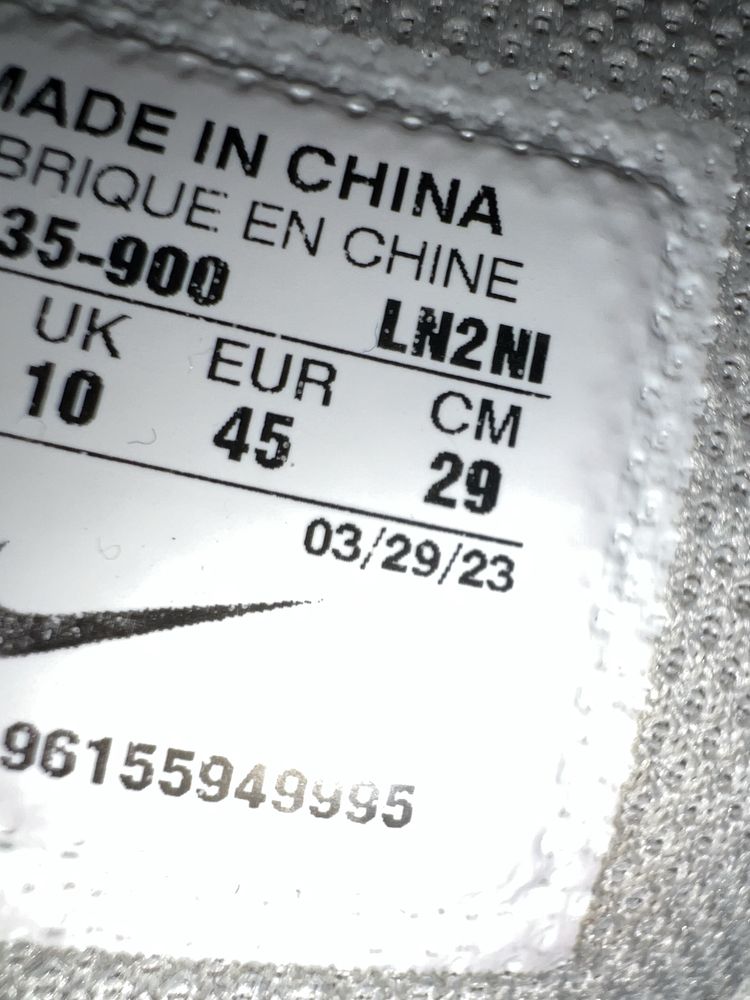 MADE IN CHINA
BRIQUE EN CHINE
35-900 LN2NI
UK EUR CM
10 45 29
03/29/23
96155949995